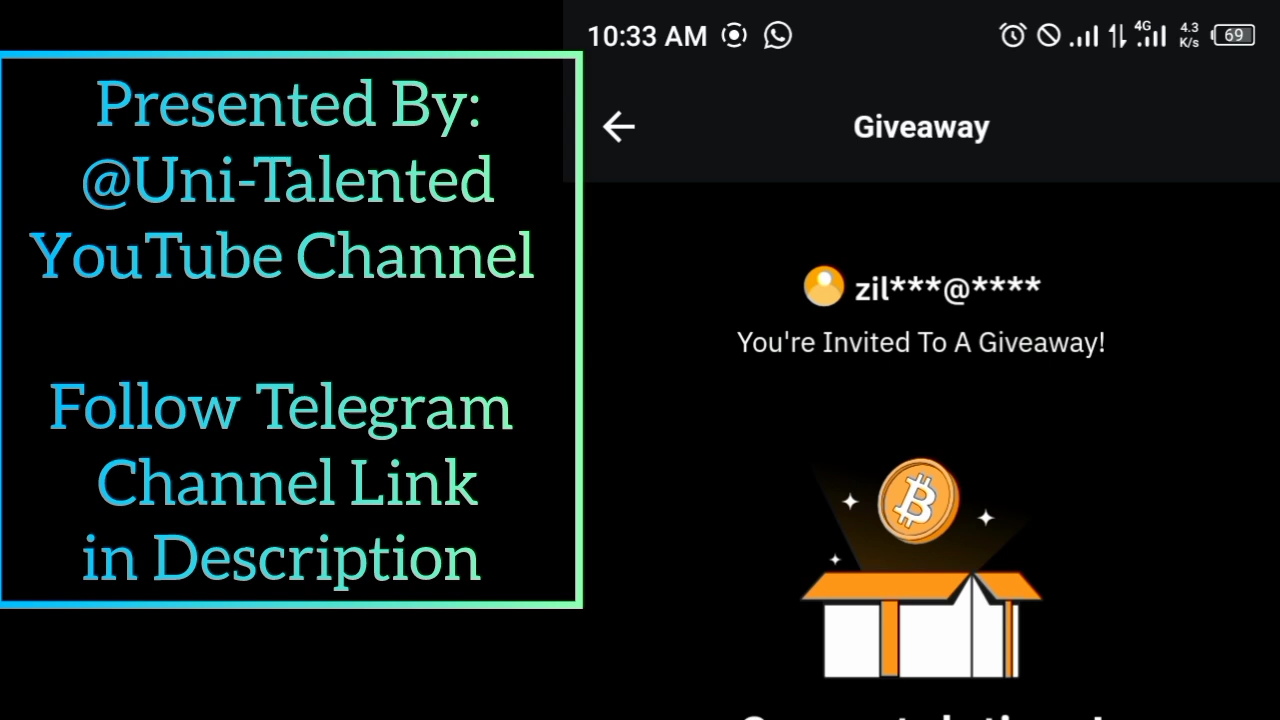 Presented By:
@Uni-Talented
YouTube Channel
Follow Telegram
Channel Link
in Description
10:33 AM
4G
4.3
K/s
69
Giveaway
zil***@****
You're Invited To A Giveaway!